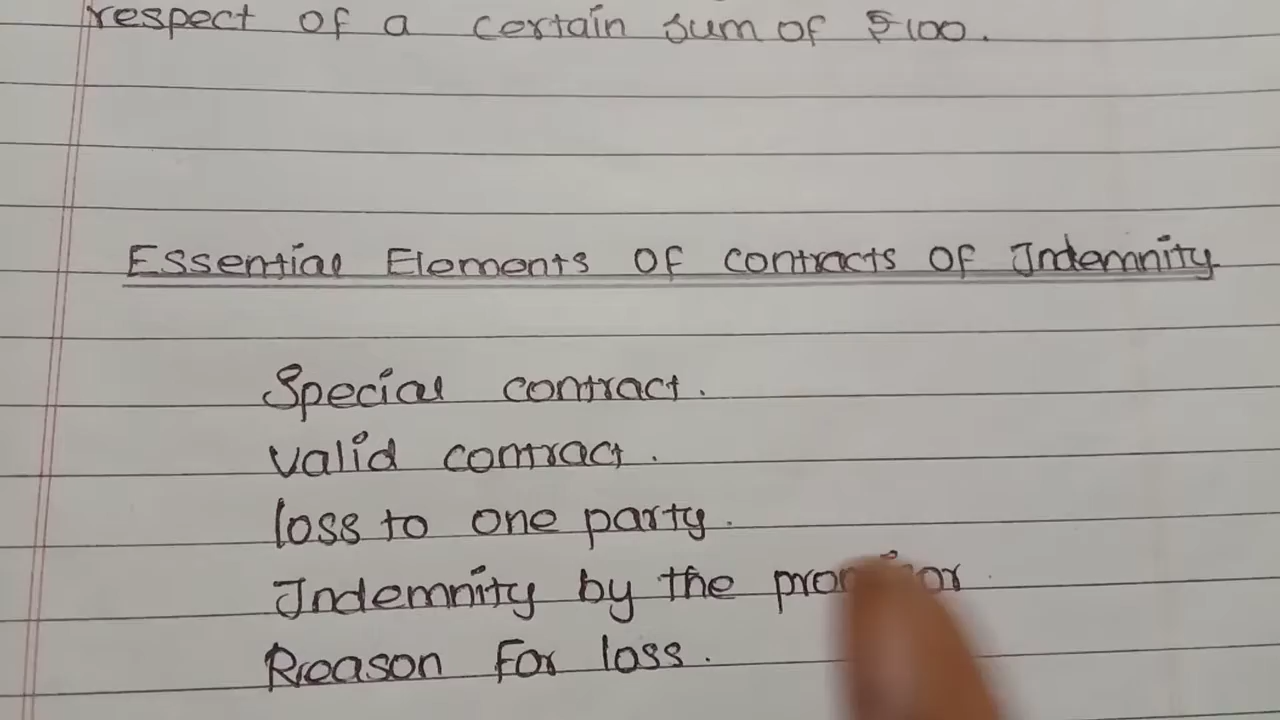 respect of a certain sum of $100.
Essential Elements of contracts of Indemnity
Special contract.
Valid contract.
loss to one party.
Indemnity by the
Reason for loss.